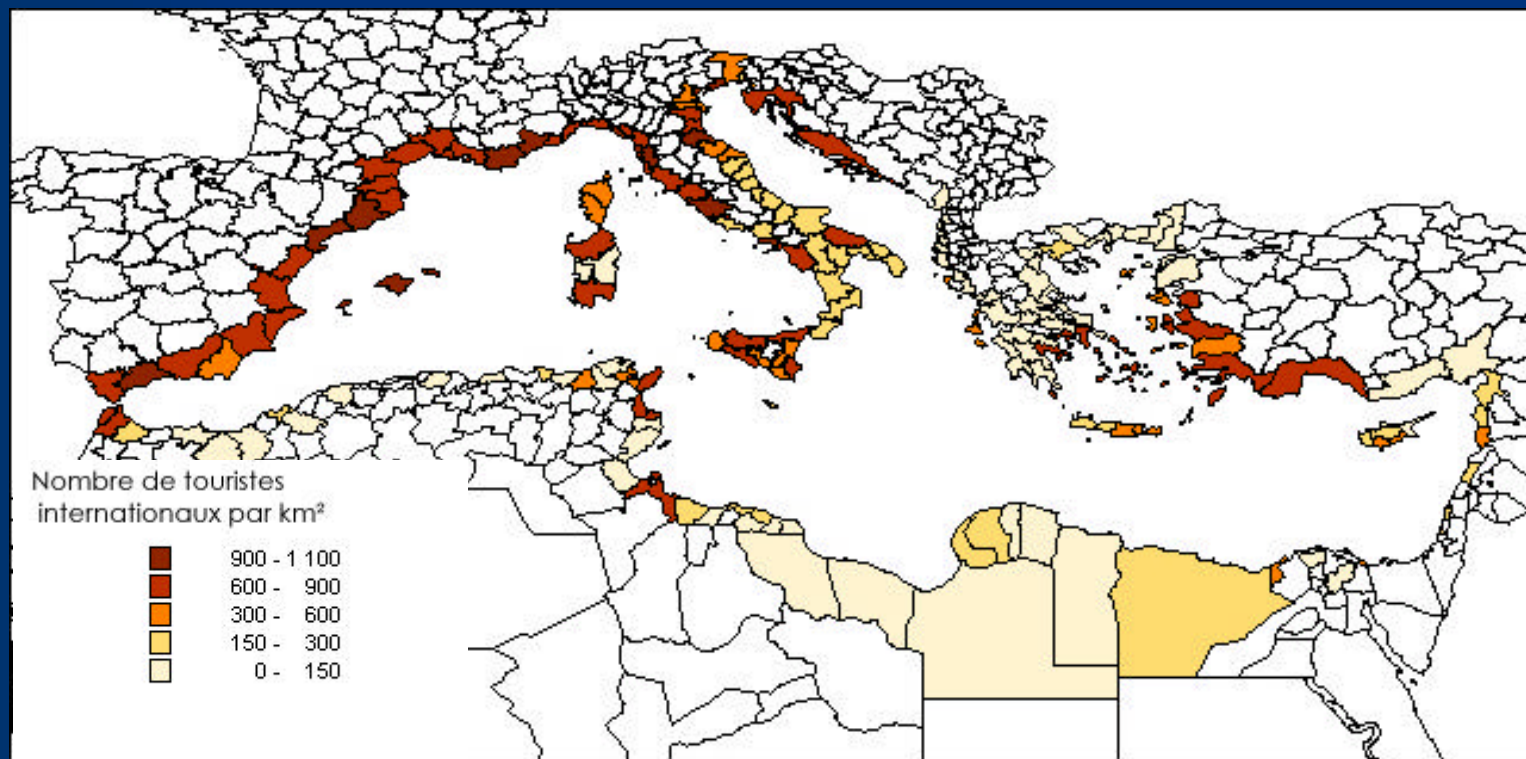 Nombre de touristes
internationaux par km²
900 - 1 100
600 - 900
300 - 600
150 - 300
0 - 150